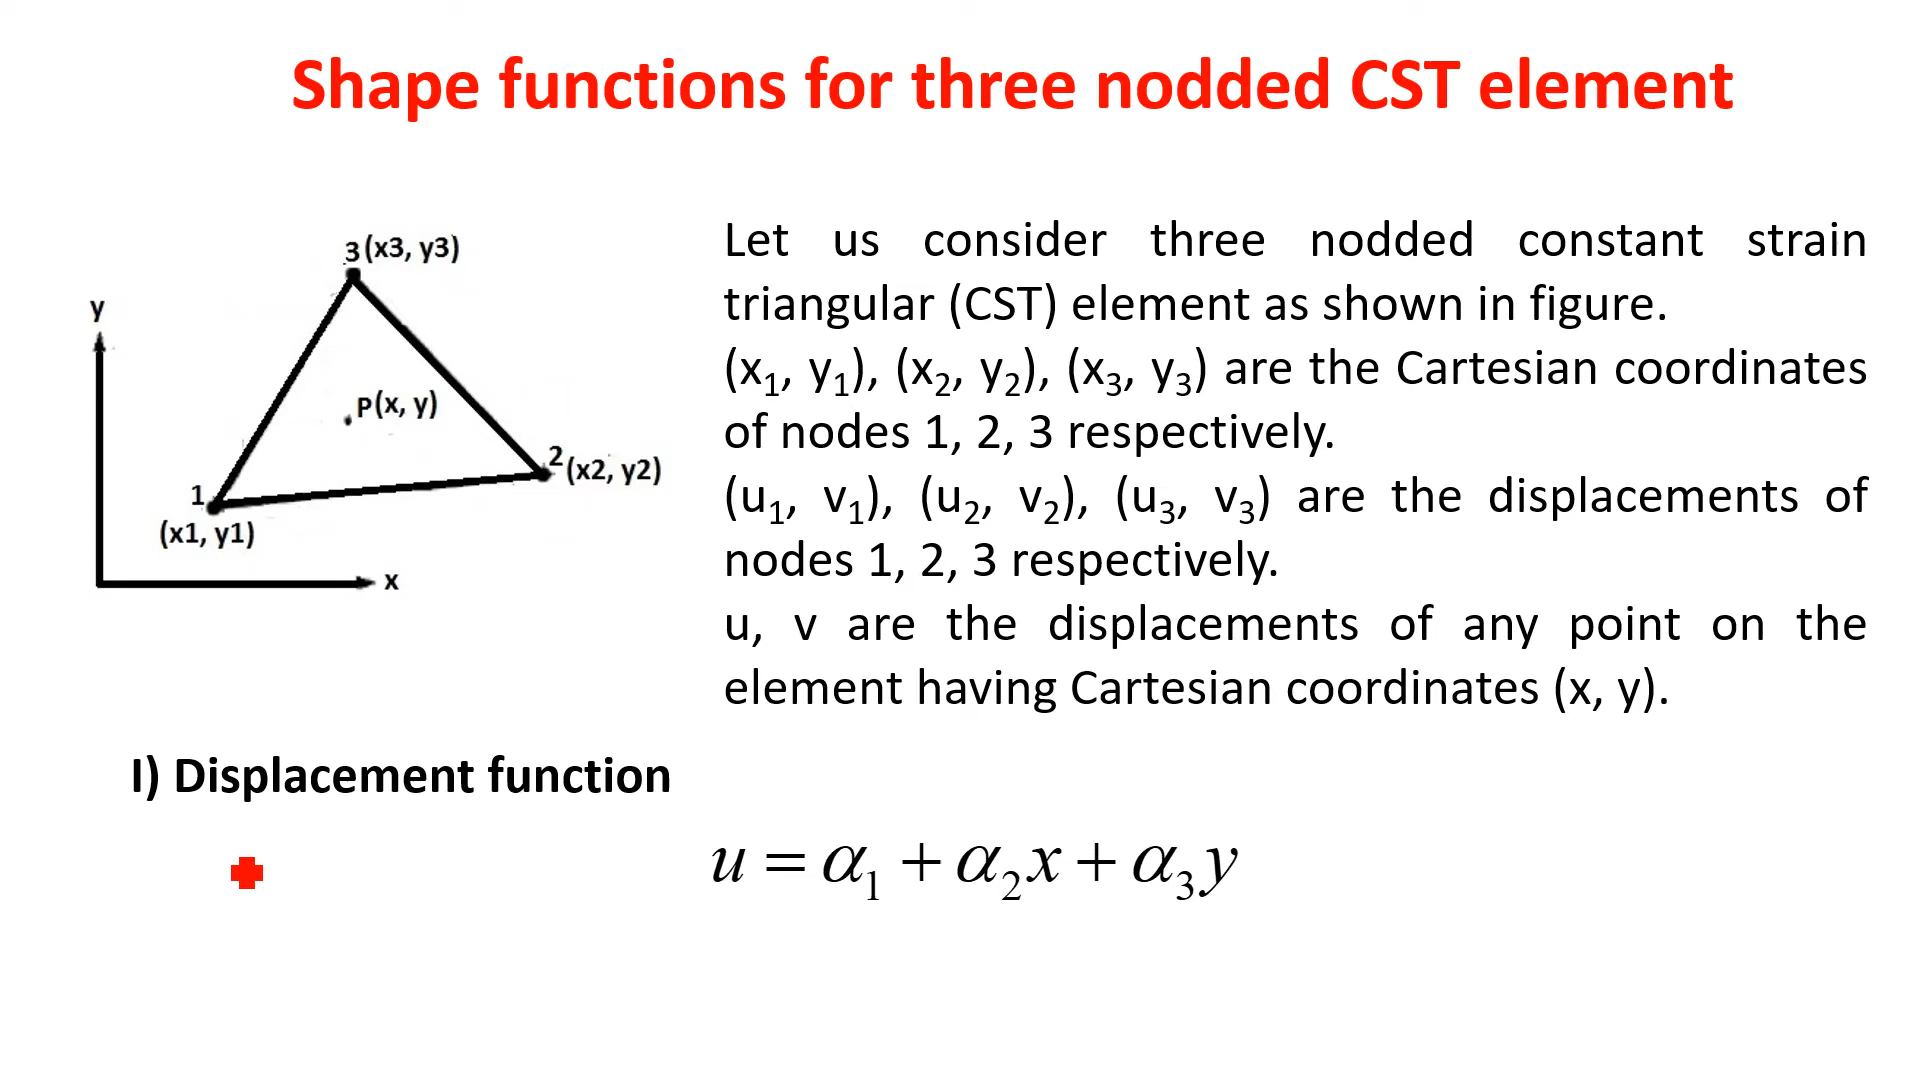 Shape functions for three nodded CST element
3 (x3, y3)
y
P(x, y)
2 (x2, y2)
1
(x1, y1)
x
Let us consider three nodded constant strain
triangular (CST) element as shown in figure.
(x₁, y₁), (x₂, y₂), (x₃, y₃) are the Cartesian coordinates
of nodes 1, 2, 3 respectively.
(u₁, v₁), (u₂, v₂), (u₃, v₃) are the displacements of
nodes 1, 2, 3 respectively.
u, v are the displacements of any point on the
element having Cartesian coordinates (x, y).
I) Displacement function
u = α₁ + α₂x + α₃y